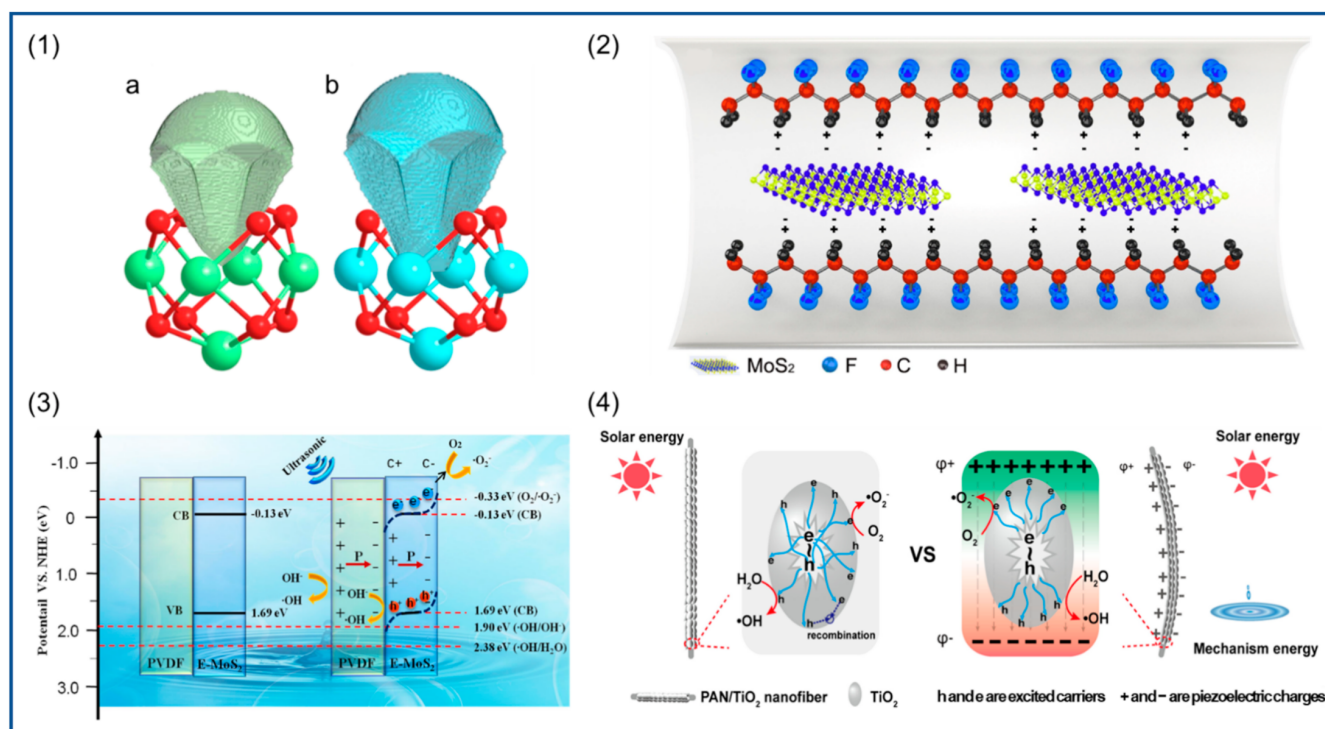 (1)
a
b
(2)
+ + + + + + + +
- - - - - - - -
- - - - - - - -
+ + + + + + + +
MoS₂ F C H
(3)
Potentail VS. NHE (eV)
-1.0
0
1.0
2.0
3.0
CB
-0.13 eV
VB
1.69 eV
PVDF
E-MoS₂
Ultrasonic
OH⁻
·OH
C+ C-
O₂
·O₂⁻
e⁻ e⁻ e⁻
+ -
+ -
P P
+ -
OH⁻
·OH
h⁺ h⁺ h⁺
PVDF
E-MoS₂
-0.33 eV (O₂/·O₂⁻)
-0.13 eV (CB)
1.69 eV (CB)
1.90 eV (·OH/OH⁻)
2.38 eV (·OH/H₂O)
(4)
Solar energy
e
h
•O₂⁻
O₂
H₂O
•OH
recombination
VS
φ+
+ + + + + + +
•O₂⁻
O₂
e
h
H₂O
•OH
φ-
− − − − − − −
φ+ φ-
Solar energy
Mechanism energy
PAN/TiO₂ nanofiber TiO₂ h and e are excited carriers + and − are piezoelectric charges